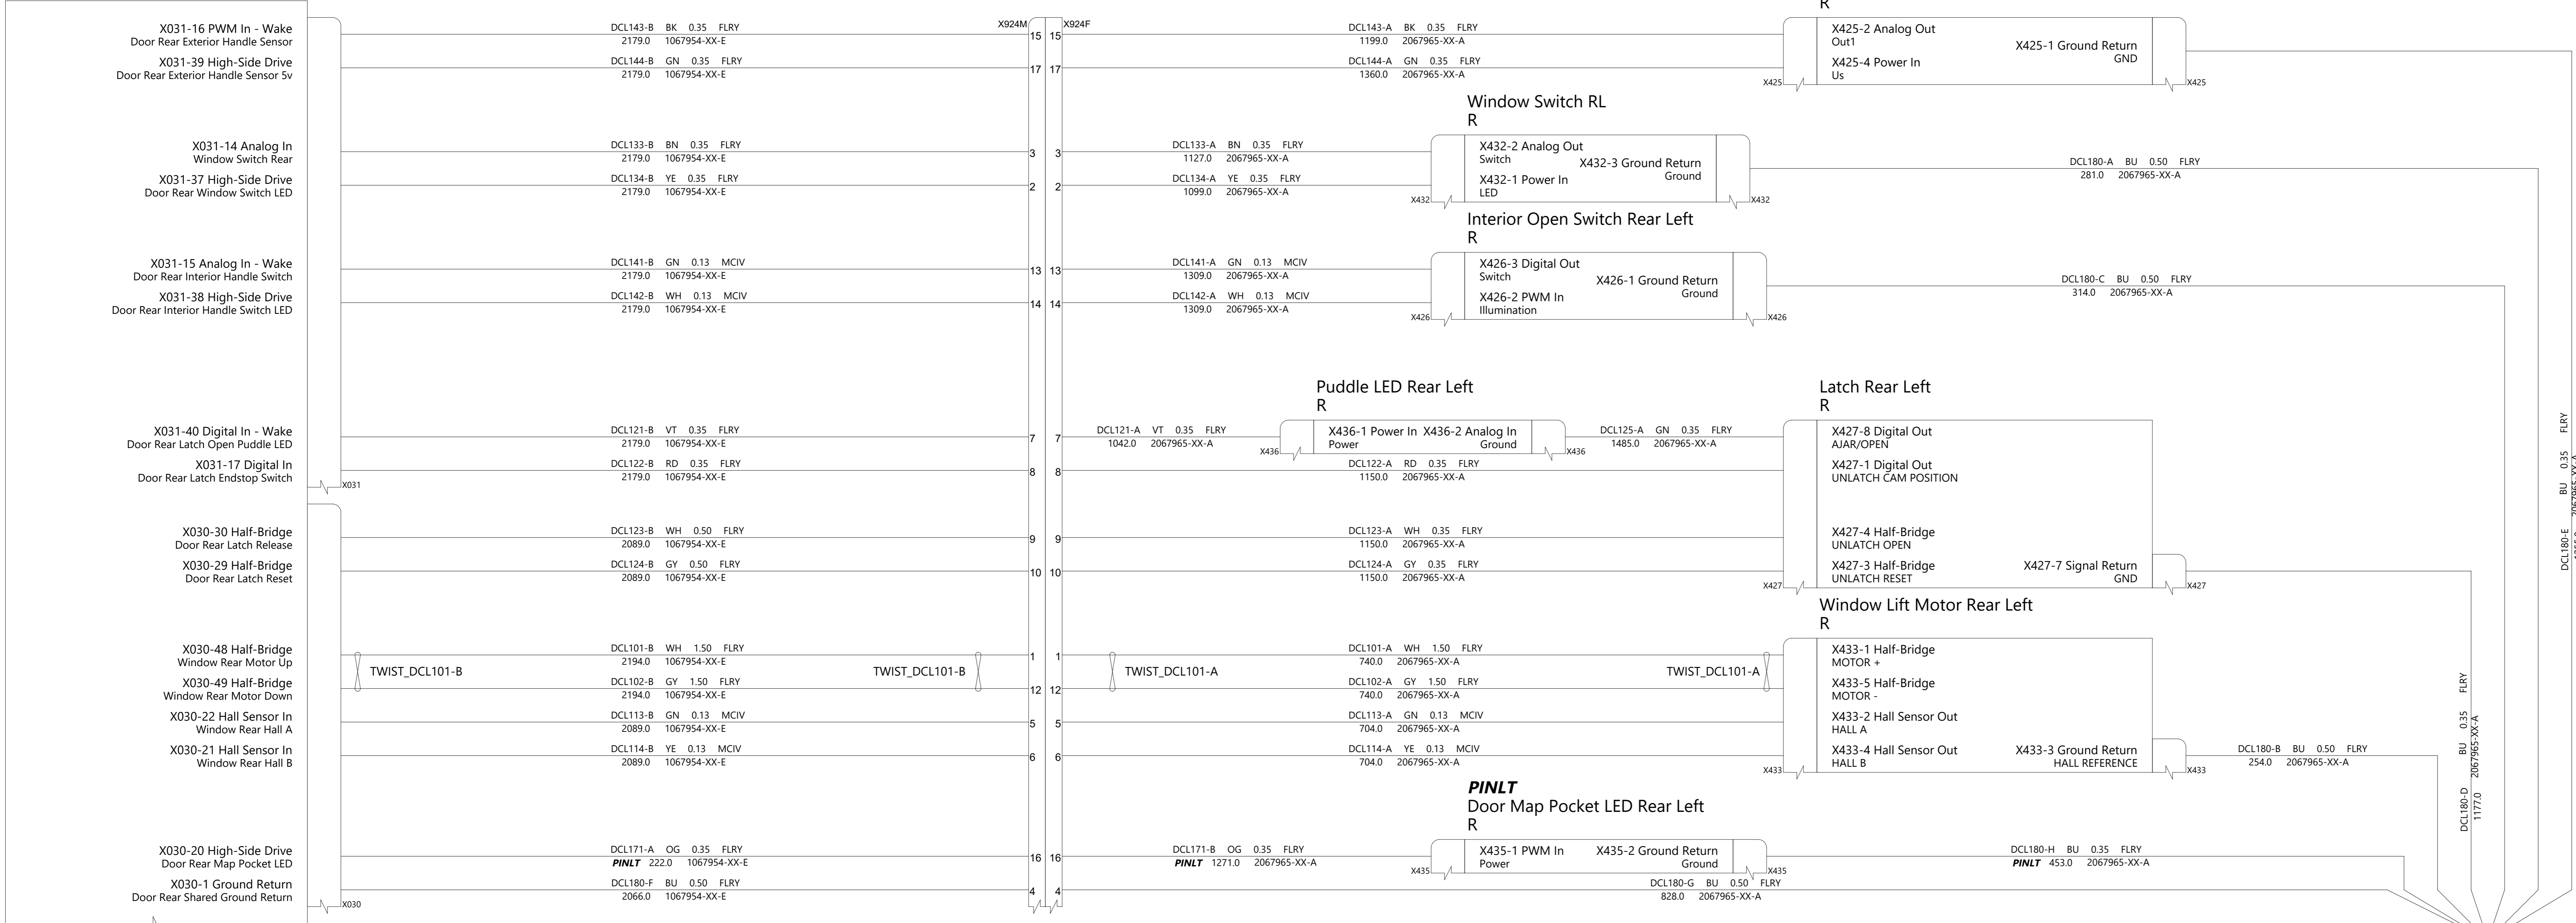 R
X031-16 PWM In - Wake
Door Rear Exterior Handle Sensor
DCL143-B BK 0.35 FLRY
2179.0 1067954-XX-E
X924M
X924F
15 15
DCL143-A BK 0.35 FLRY
1199.0 2067965-XX-A
X425-2 Analog Out
Out1
X425-1 Ground Return
GND
X031-39 High-Side Drive
Door Rear Exterior Handle Sensor 5v
DCL144-B GN 0.35 FLRY
2179.0 1067954-XX-E
17 17
DCL144-A GN 0.35 FLRY
1360.0 2067965-XX-A
X425-4 Power In
Us
X425
X425
Window Switch RL
R
X031-14 Analog In
Window Switch Rear
DCL133-B BN 0.35 FLRY
2179.0 1067954-XX-E
3 3
DCL133-A BN 0.35 FLRY
1127.0 2067965-XX-A
X432-2 Analog Out
Switch
X432-3 Ground Return
Ground
DCL180-A BU 0.50 FLRY
281.0 2067965-XX-A
X031-37 High-Side Drive
Door Rear Window Switch LED
DCL134-B YE 0.35 FLRY
2179.0 1067954-XX-E
2 2
DCL134-A YE 0.35 FLRY
1099.0 2067965-XX-A
X432-1 Power In
LED
X432
X432
Interior Open Switch Rear Left
R
X031-15 Analog In - Wake
Door Rear Interior Handle Switch
DCL141-B GN 0.13 MCIV
2179.0 1067954-XX-E
13 13
DCL141-A GN 0.13 MCIV
1309.0 2067965-XX-A
X426-3 Digital Out
Switch
X426-1 Ground Return
Ground
DCL180-C BU 0.50 FLRY
314.0 2067965-XX-A
X031-38 High-Side Drive
Door Rear Interior Handle Switch LED
DCL142-B WH 0.13 MCIV
2179.0 1067954-XX-E
14 14
DCL142-A WH 0.13 MCIV
1309.0 2067965-XX-A
X426-2 PWM In
Illumination
X426
X426
Puddle LED Rear Left
R
Latch Rear Left
R
X031-40 Digital In - Wake
Door Rear Latch Open Puddle LED
DCL121-B VT 0.35 FLRY
2179.0 1067954-XX-E
7 7
DCL121-A VT 0.35 FLRY
1042.0 2067965-XX-A
X436-1 Power In X436-2 Analog In
Power Ground
X436
X436
DCL125-A GN 0.35 FLRY
1485.0 2067965-XX-A
X427-8 Digital Out
AJAR/OPEN
X031-17 Digital In
Door Rear Latch Endstop Switch
X031
DCL122-B RD 0.35 FLRY
2179.0 1067954-XX-E
8 8
DCL122-A RD 0.35 FLRY
1150.0 2067965-XX-A
X427-1 Digital Out
UNLATCH CAM POSITION
X030-30 Half-Bridge
Door Rear Latch Release
DCL123-B WH 0.50 FLRY
2089.0 1067954-XX-E
9 9
DCL123-A WH 0.35 FLRY
1150.0 2067965-XX-A
X427-4 Half-Bridge
UNLATCH OPEN
X030-29 Half-Bridge
Door Rear Latch Reset
DCL124-B GY 0.50 FLRY
2089.0 1067954-XX-E
10 10
DCL124-A GY 0.35 FLRY
1150.0 2067965-XX-A
X427-3 Half-Bridge
UNLATCH RESET
X427-7 Signal Return
GND
X427
X427
DCL180-E BU 0.35 FLRY
Window Lift Motor Rear Left
R
X030-48 Half-Bridge
Window Rear Motor Up
DCL101-B WH 1.50 FLRY
2194.0 1067954-XX-E
1 1
DCL101-A WH 1.50 FLRY
740.0 2067965-XX-A
X433-1 Half-Bridge
MOTOR +
TWIST_DCL101-B
TWIST_DCL101-B
TWIST_DCL101-A
TWIST_DCL101-A
X030-49 Half-Bridge
Window Rear Motor Down
DCL102-B GY 1.50 FLRY
2194.0 1067954-XX-E
12 12
DCL102-A GY 1.50 FLRY
740.0 2067965-XX-A
X433-5 Half-Bridge
MOTOR -
X030-22 Hall Sensor In
Window Rear Hall A
DCL113-B GN 0.13 MCIV
2089.0 1067954-XX-E
5 5
DCL113-A GN 0.13 MCIV
704.0 2067965-XX-A
X433-2 Hall Sensor Out
HALL A
X030-21 Hall Sensor In
Window Rear Hall B
DCL114-B YE 0.13 MCIV
2089.0 1067954-XX-E
6 6
DCL114-A YE 0.13 MCIV
704.0 2067965-XX-A
X433-4 Hall Sensor Out
HALL B
X433-3 Ground Return
HALL REFERENCE
X433
X433
DCL180-B BU 0.50 FLRY
254.0 2067965-XX-A
DCL180-D BU 0.35 FLRY
1177.0 2067965-XX-A
PINLT
Door Map Pocket LED Rear Left
R
X030-20 High-Side Drive
Door Rear Map Pocket LED
DCL171-A OG 0.35 FLRY
PINLT 222.0 1067954-XX-E
16 16
DCL171-B OG 0.35 FLRY
PINLT 1271.0 2067965-XX-A
X435-1 PWM In
Power
X435-2 Ground Return
Ground
X435
X435
DCL180-H BU 0.35 FLRY
PINLT 453.0 2067965-XX-A
X030-1 Ground Return
Door Rear Shared Ground Return
X030
DCL180-F BU 0.50 FLRY
2066.0 1067954-XX-E
4 4
DCL180-G BU 0.50 FLRY
828.0 2067965-XX-A